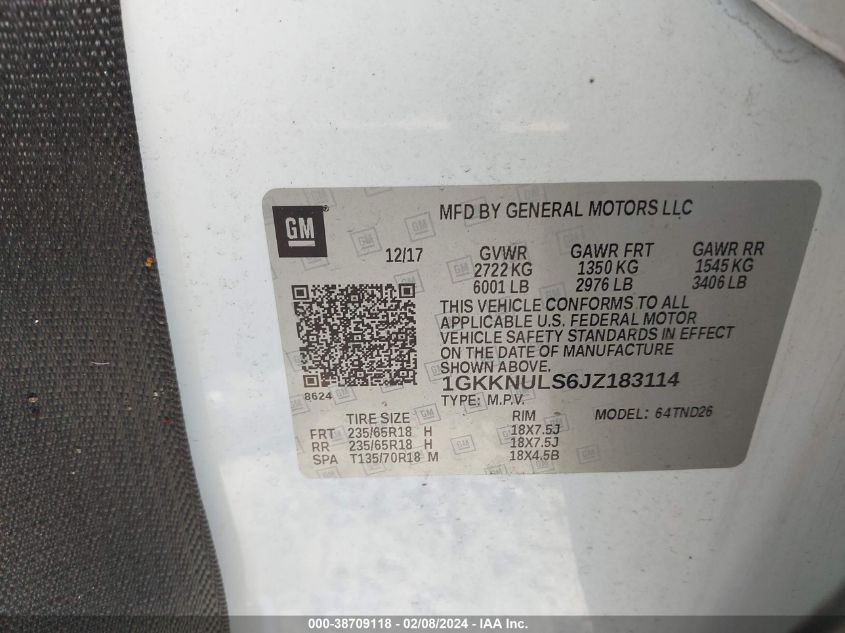 GM
MFD BY GENERAL MOTORS LLC
12/17 GVWR GAWR FRT GAWR RR
2722 KG 1350 KG 1545 KG
6001 LB 2976 LB 3406 LB
THIS VEHICLE CONFORMS TO ALL
APPLICABLE U.S. FEDERAL MOTOR
VEHICLE SAFETY STANDARDS IN EFFECT
ON THE DATE OF MANUFACTURE
SHOWN ABOVE.
1GKKNULS6JZ183114
8624 TYPE: M.P.V.
TIRE SIZE RIM MODEL: 64TND26
FRT 235/65R18 H 18X7.5J
RR 235/65R18 H 18X7.5J
SPA T135/70R18 M 18X4.5B
000-38709118 - 02/08/2024 - IAA Inc.